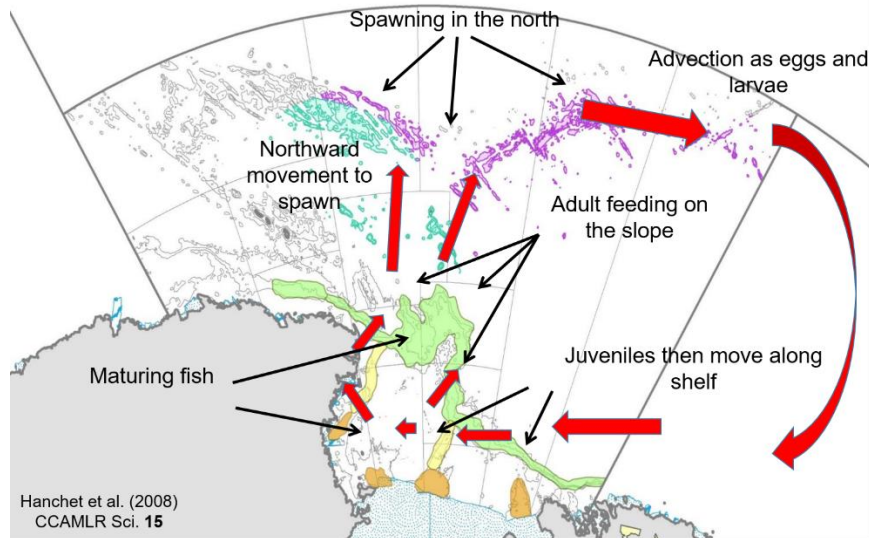 Spawning in the north
Advection as eggs and
larvae
Northward
movement to
spawn
Adult feeding on
the slope
Maturing fish
Juveniles then move along
shelf
Hanchet et al. (2008)
CCAMLR Sci. 15